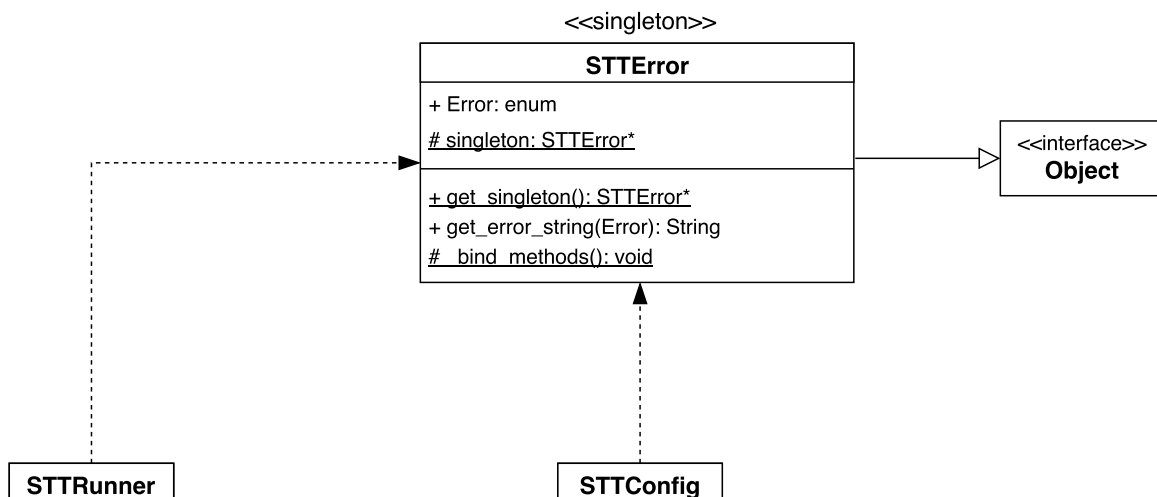 <<singleton>>
STTError
+ Error: enum
# singleton: STTError*
+ get_singleton(): STTError*
+ get_error_string(Error): String
# _bind_methods(): void
<<interface>>
Object
STTRunner
STTConfig